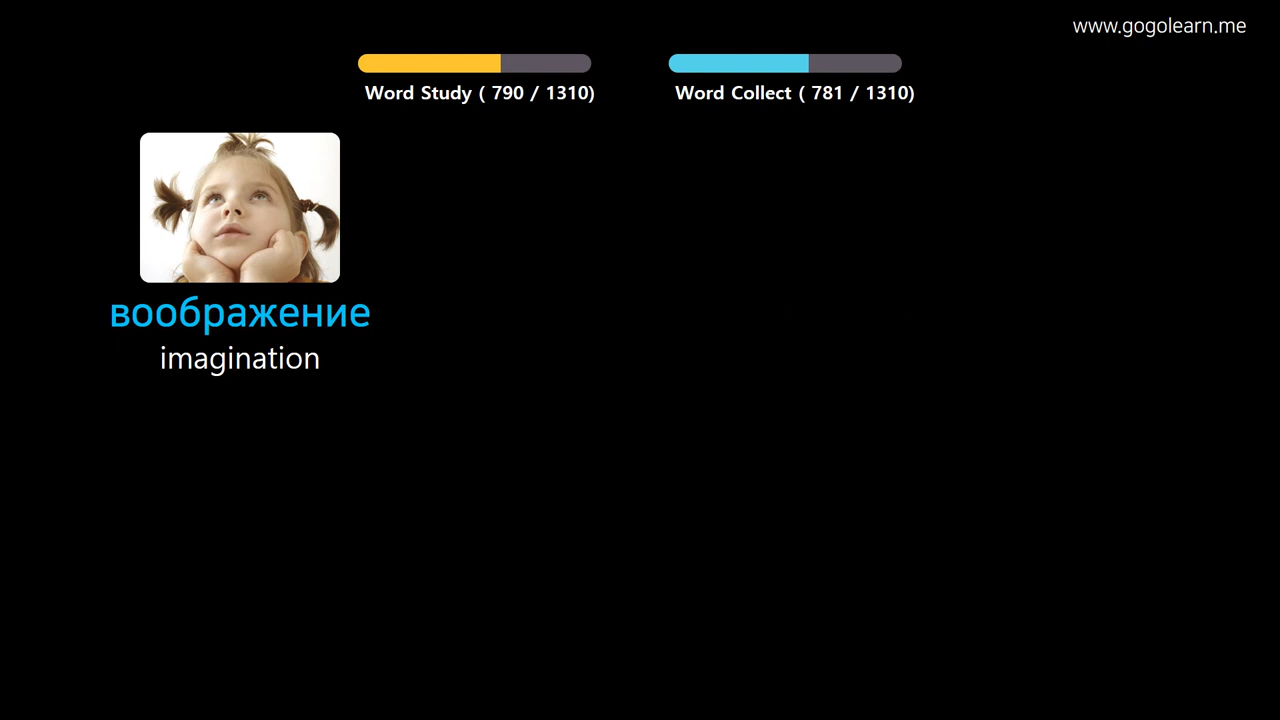 www.gogolearn.me
Word Study ( 790 / 1310)
Word Collect ( 781 / 1310)
воображение
imagination